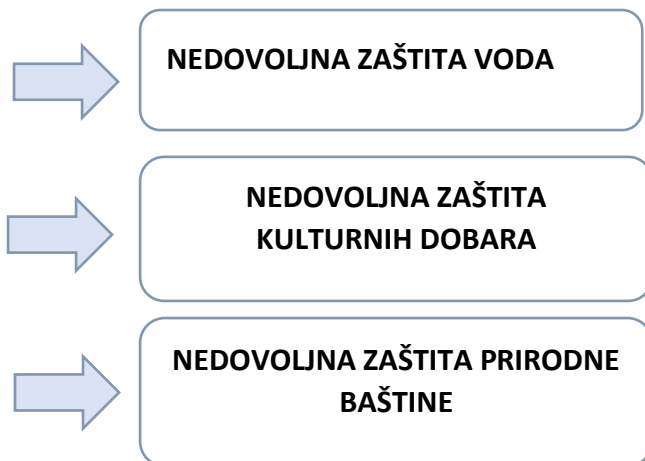 NEDOVOLJNA ZAŠTITA VODA
NEDOVOLJNA ZAŠTITA
KULTURNIH DOBARA
NEDOVOLJNA ZAŠTITA PRIRODNE
BAŠTINE